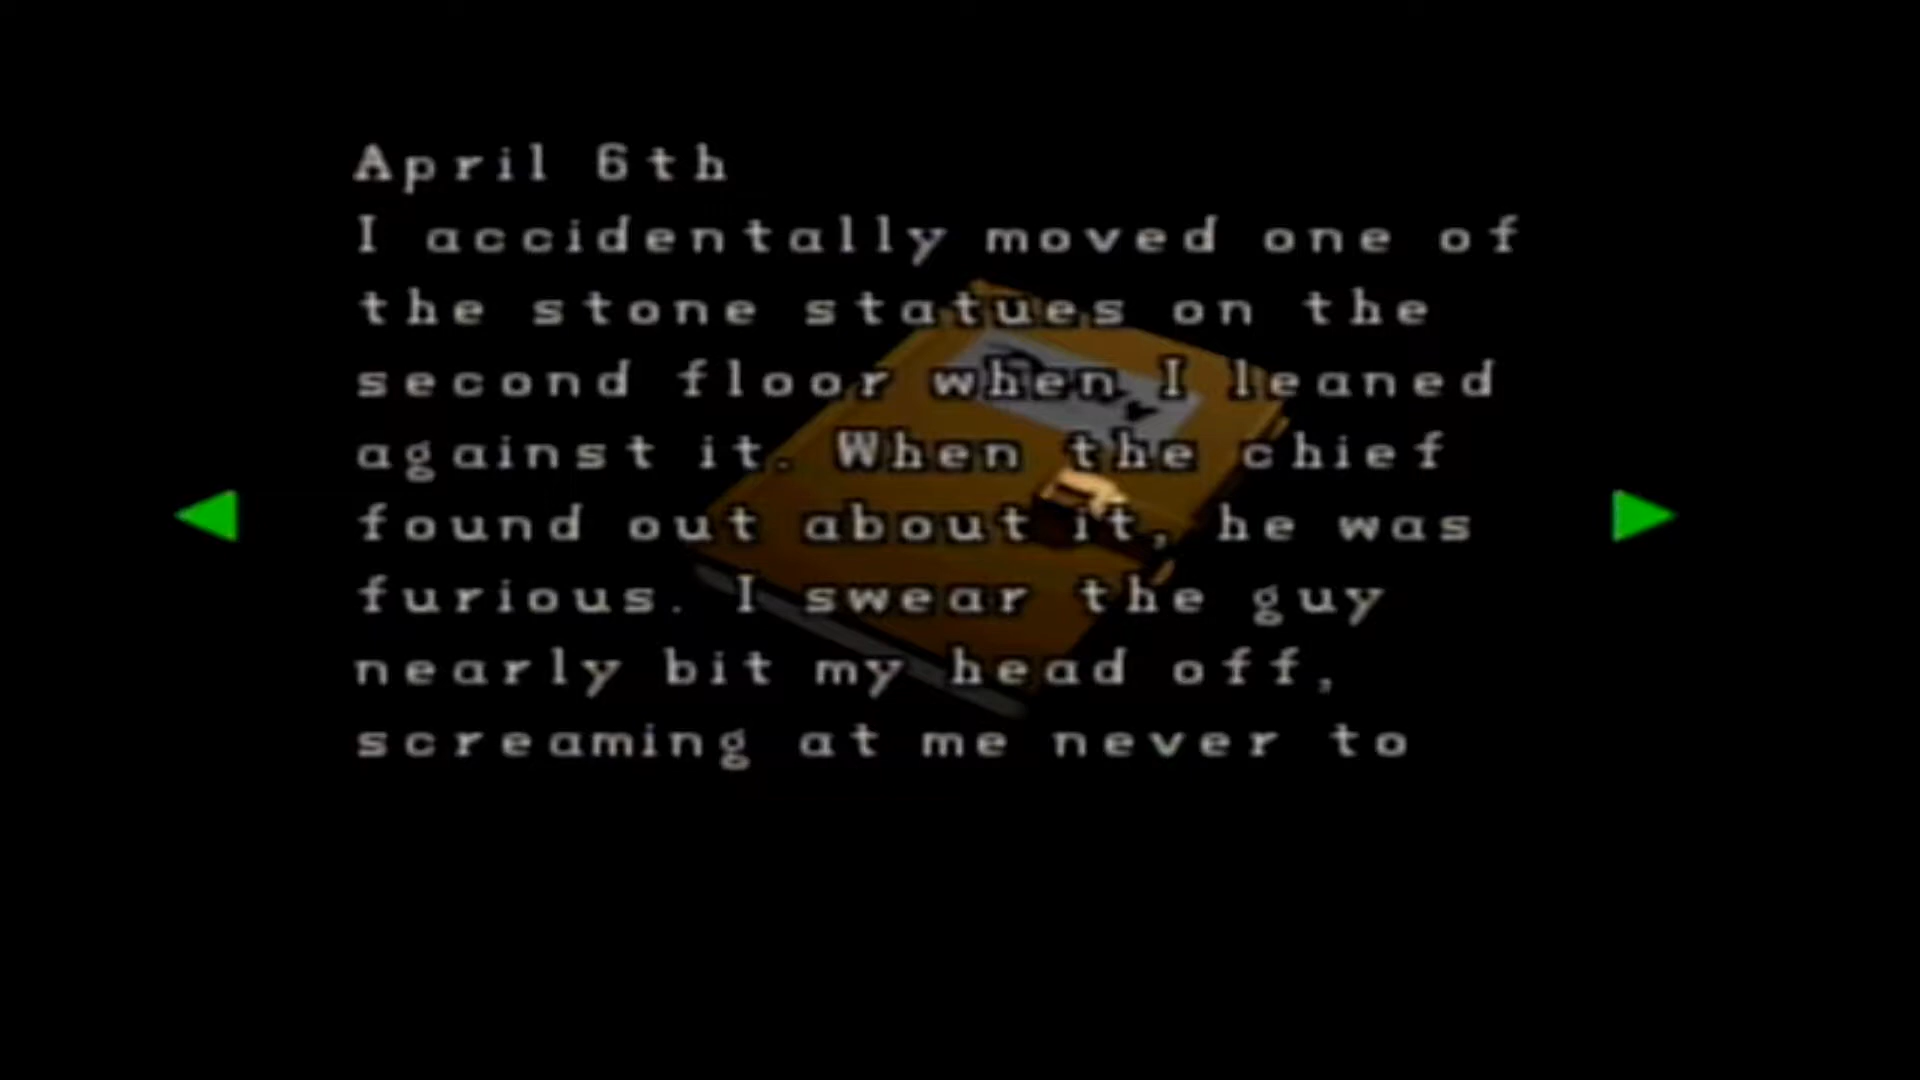 April 6th
I accidentally moved one of
the stone statues on the
second floor when I leaned
against it. When the chief
found out about it, he was
furious. I swear the guy
nearly bit my head off,
screaming at me never to